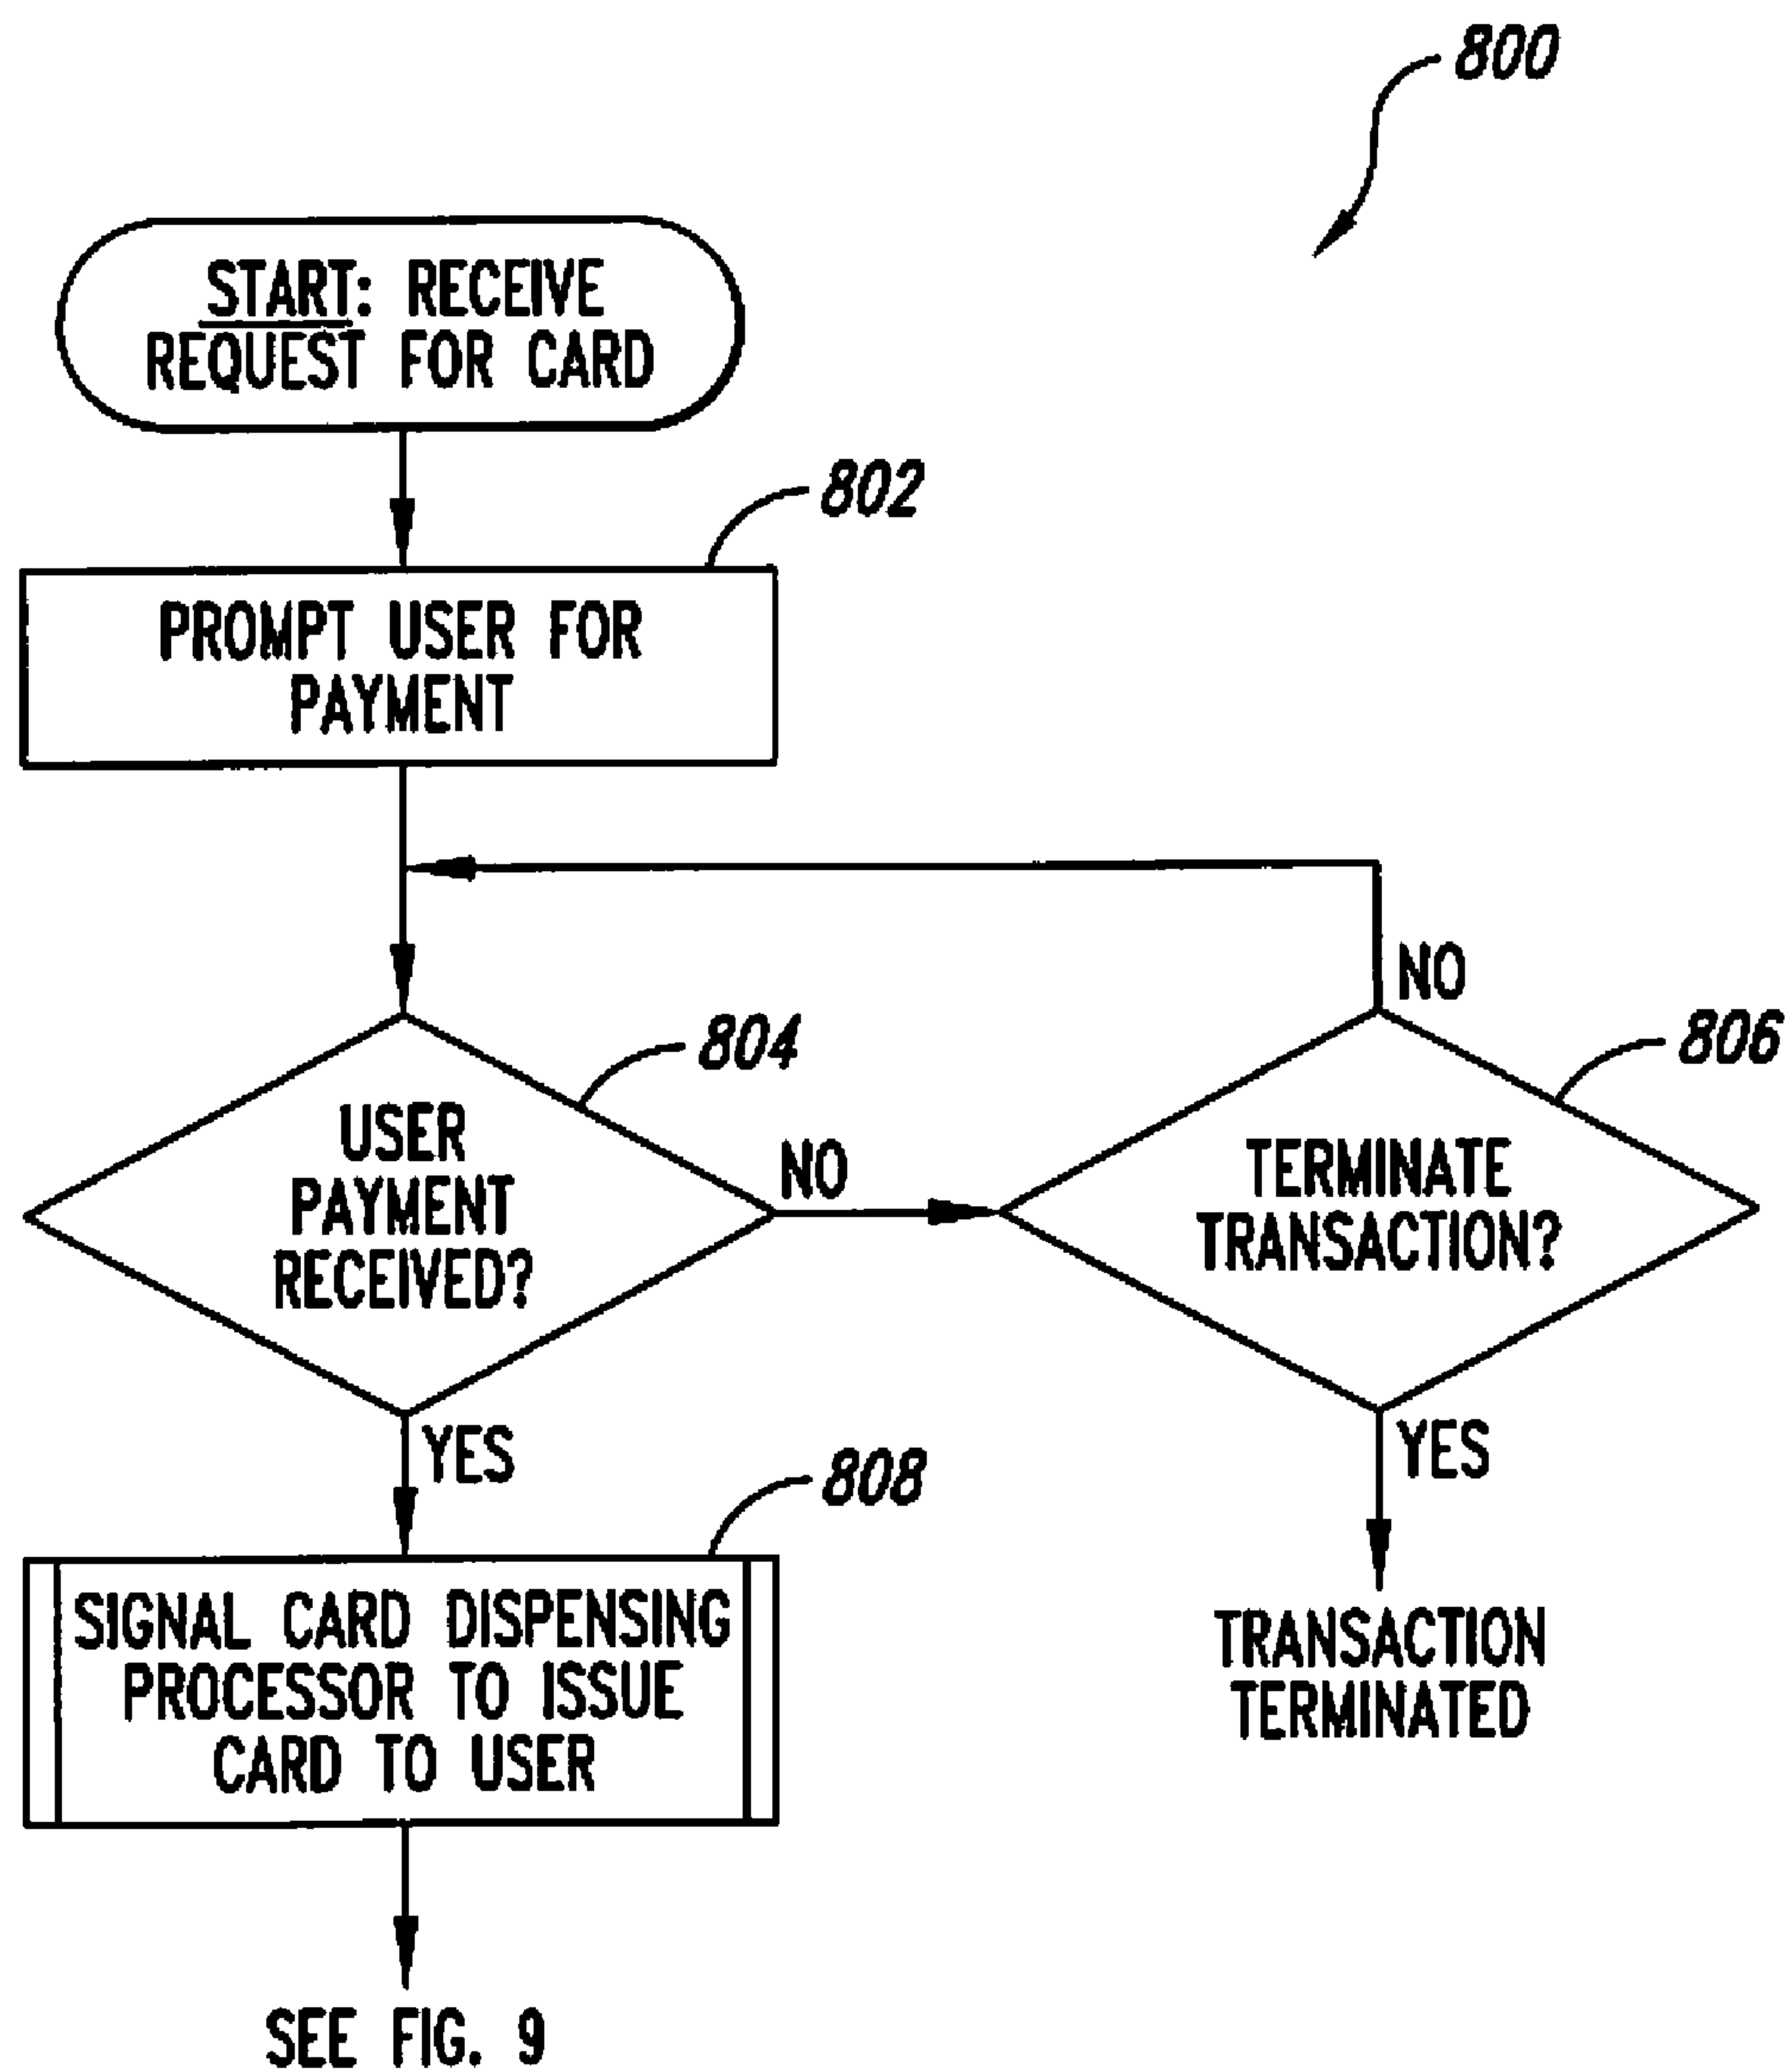 800
START: RECEIVE
REQUEST FOR CARD
802
PROMPT USER FOR
PAYMENT
NO
804
806
USER
PAYMENT
RECEIVED?
NO
TERMINATE
TRANSACTION?
YES
YES
808
SIGNAL CARD DISPENSING
PROCESSOR TO ISSUE
CARD TO USER
TRANSACTION
TERMINATED
SEE FIG. 9